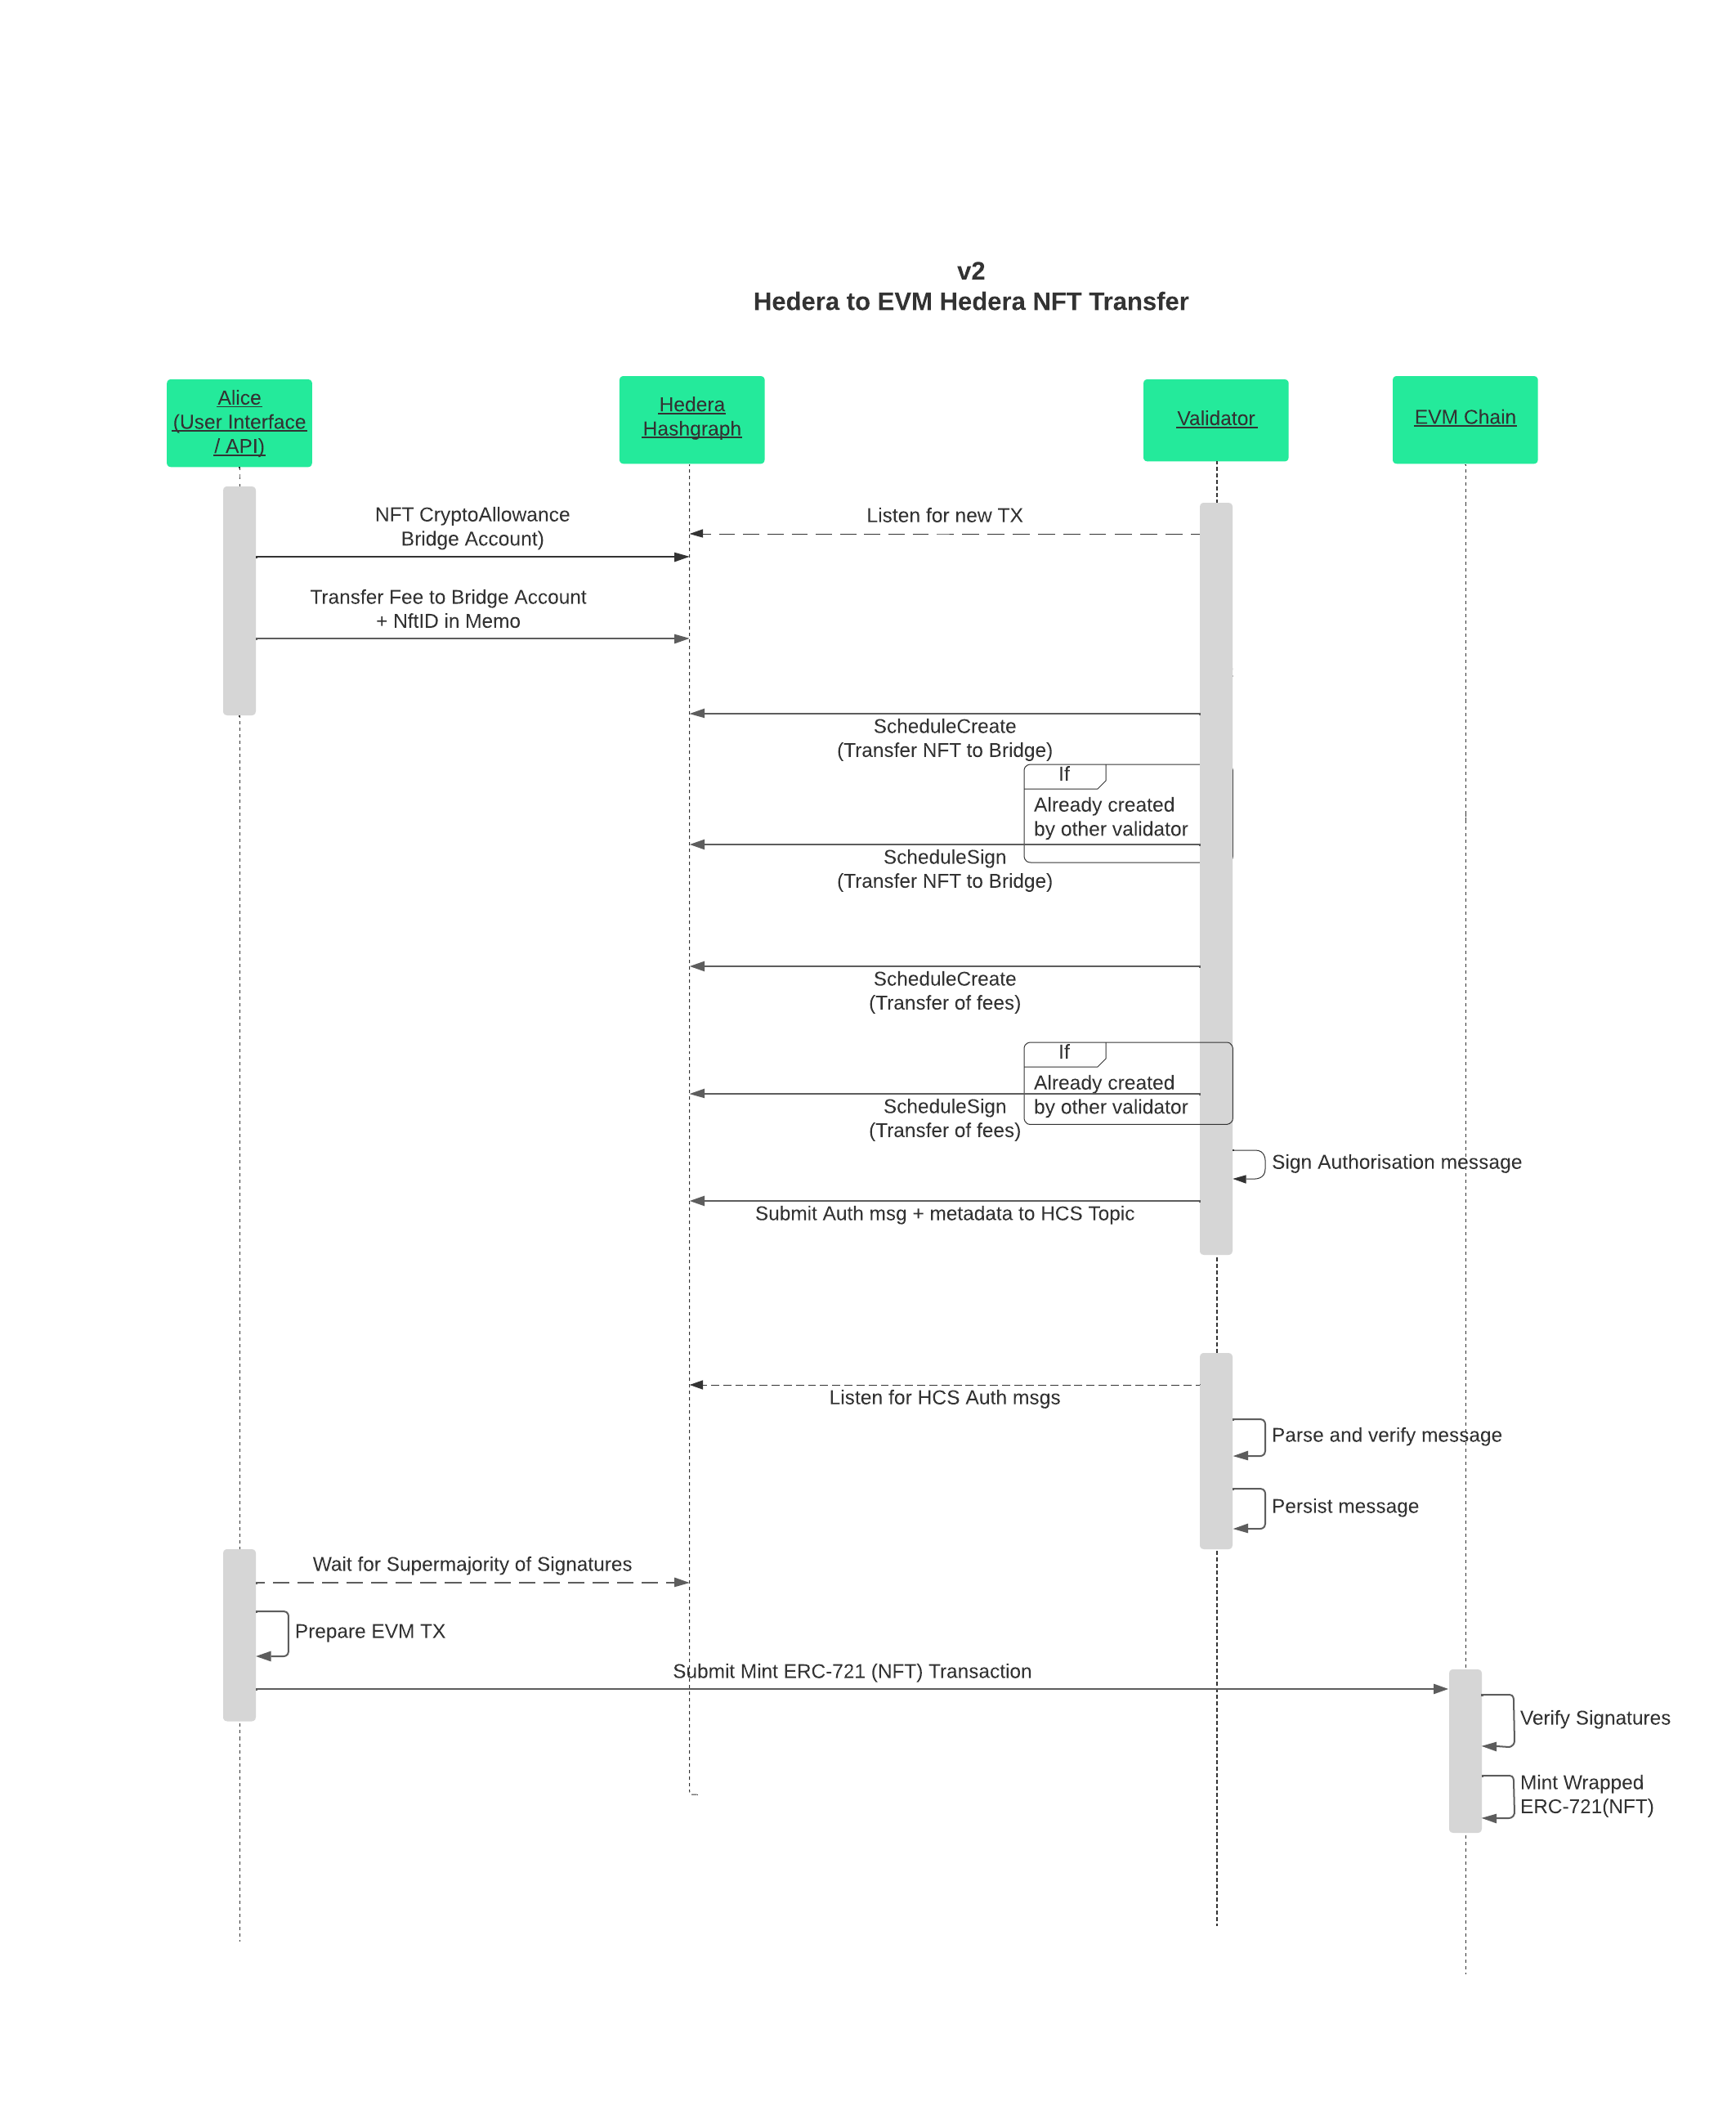 v2
Hedera to EVM Hedera NFT Transfer
Alice
(User Interface
/ API)
Hedera
Hashgraph
Validator
EVM Chain
NFT CryptoAllowance
Bridge Account)
Listen for new TX
Transfer Fee to Bridge Account
+ NftID in Memo
ScheduleCreate
(Transfer NFT to Bridge)
If
Already created
by other validator
ScheduleSign
(Transfer NFT to Bridge)
ScheduleCreate
(Transfer of fees)
If
Already created
by other validator
ScheduleSign
(Transfer of fees)
Sign Authorisation message
Submit Auth msg + metadata to HCS Topic
Listen for HCS Auth msgs
Parse and verify message
Persist message
Wait for Supermajority of Signatures
Prepare EVM TX
Submit Mint ERC-721 (NFT) Transaction
Verify Signatures
Mint Wrapped
ERC-721(NFT)